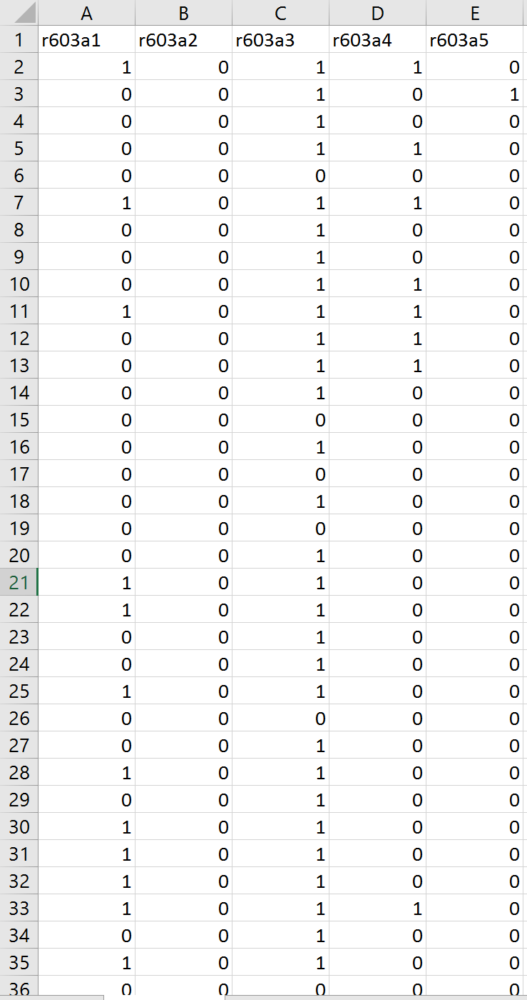 A B C D E
1 r603a1 r603a2 r603a3 r603a4 r603a5
2 1 0 1 1 0
3 0 0 1 0 1
4 0 0 1 0 0
5 0 0 1 1 0
6 0 0 0 0 0
7 1 0 1 1 0
8 0 0 1 0 0
9 0 0 1 0 0
10 0 0 1 1 0
11 1 0 1 1 0
12 0 0 1 1 0
13 0 0 1 1 0
14 0 0 1 0 0
15 0 0 0 0 0
16 0 0 1 0 0
17 0 0 0 0 0
18 0 0 1 0 0
19 0 0 0 0 0
20 0 0 1 0 0
21 1 0 1 0 0
22 1 0 1 0 0
23 0 0 1 0 0
24 0 0 1 0 0
25 1 0 1 0 0
26 0 0 0 0 0
27 0 0 1 0 0
28 1 0 1 0 0
29 0 0 1 0 0
30 1 0 1 0 0
31 1 0 1 0 0
32 1 0 1 0 0
33 1 0 1 1 0
34 0 0 1 0 0
35 1 0 1 0 0
36 0 0 0 0 0